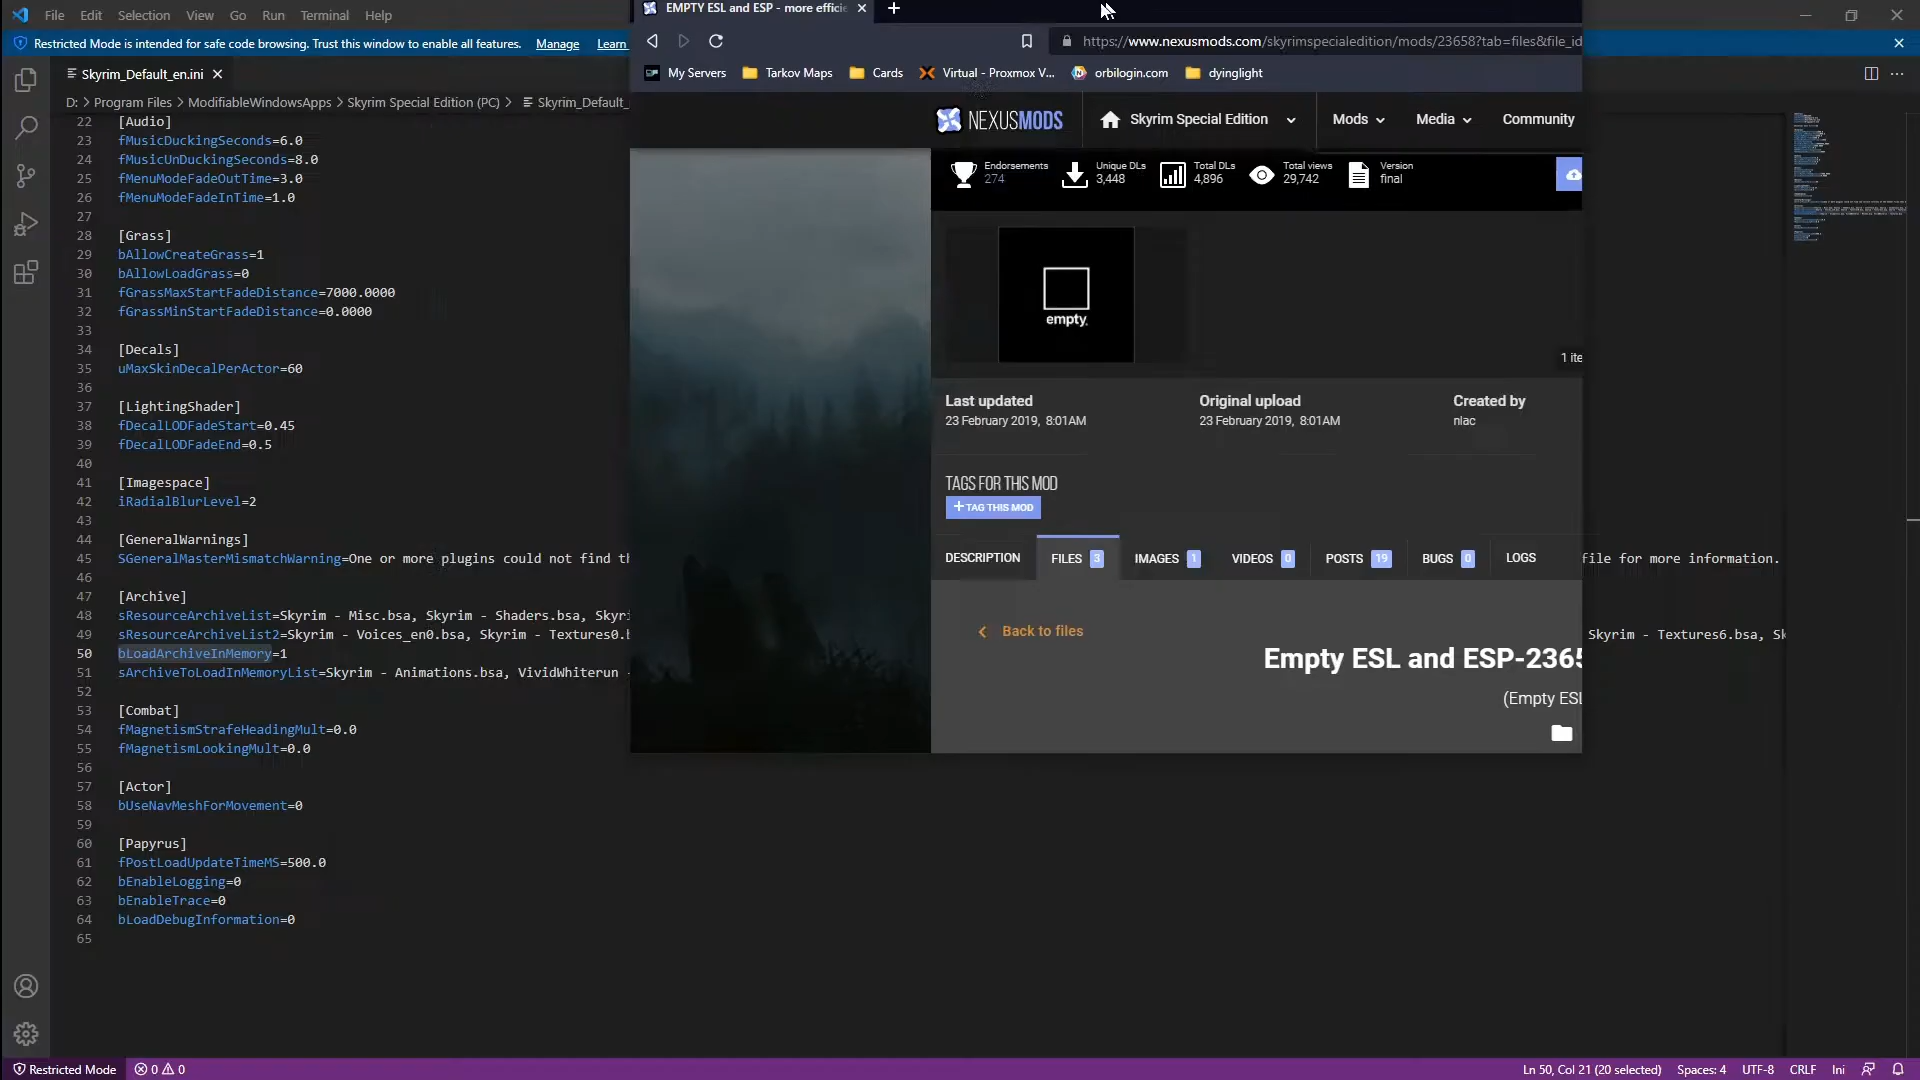 File Edit Selection View Go Run Terminal Help
Restricted Mode is intended for safe code browsing. Trust this window to enable all features. Manage Learn
Skyrim_Default_en.ini
D: > Program Files > ModifiableWindowsApps > Skyrim Special Edition (PC) > Skyrim_Default_
22 [Audio]
23 fMusicDuckingSeconds=6.0
24 fMusicUnDuckingSeconds=8.0
25 fMenuModeFadeOutTime=3.0
26 fMenuModeFadeInTime=1.0
27
28 [Grass]
29 bAllowCreateGrass=1
30 bAllowLoadGrass=0
31 fGrassMaxStartFadeDistance=7000.0000
32 fGrassMinStartFadeDistance=0.0000
33
34 [Decals]
35 uMaxSkinDecalPerActor=60
36
37 [LightingShader]
38 fDecalLODFadeStart=0.45
39 fDecalLODFadeEnd=0.5
40
41 [Imagespace]
42 iRadialBlurLevel=2
43
44 [GeneralWarnings]
45 SGeneralMasterMismatchWarning=One or more plugins could not find th
file for more information.
46
47 [Archive]
48 sResourceArchiveList=Skyrim - Misc.bsa, Skyrim - Shaders.bsa, Skyri
49 sResourceArchiveList2=Skyrim - Voices_en0.bsa, Skyrim - Textures0.b
Skyrim - Textures6.bsa, Sk
50 bLoadArchiveInMemory=1
51 sArchiveToLoadInMemoryList=Skyrim - Animations.bsa, VividWhiterun -
52
53 [Combat]
54 fMagnetismStrafeHeadingMult=0.0
55 fMagnetismLookingMult=0.0
56
57 [Actor]
58 bUseNavMeshForMovement=0
59
60 [Papyrus]
61 fPostLoadUpdateTimeMS=500.0
62 bEnableLogging=0
63 bEnableTrace=0
64 bLoadDebugInformation=0
65
EMPTY ESL and ESP - more efficie
https://www.nexusmods.com/skyrimspecialedition/mods/23658?tab=files&file_id
My Servers Tarkov Maps Cards Virtual - Proxmox V... orbilogin.com dyinglight
NEXUSMODS Skyrim Special Edition Mods Media Community
Endorsements Unique DLs Total DLs Total views Version
274 3,448 4,896 29,742 final
empty.
1 ite
Last updated Original upload Created by
23 February 2019, 8:01AM 23 February 2019, 8:01AM nlac
TAGS FOR THIS MOD
+ TAG THIS MOD
DESCRIPTION FILES 3 IMAGES 1 VIDEOS 0 POSTS 19 BUGS 0 LOGS
Back to files
Empty ESL and ESP-2365
(Empty ESL
Restricted Mode 0 0 Ln 50, Col 21 (20 selected) Spaces: 4 UTF-8 CRLF Ini